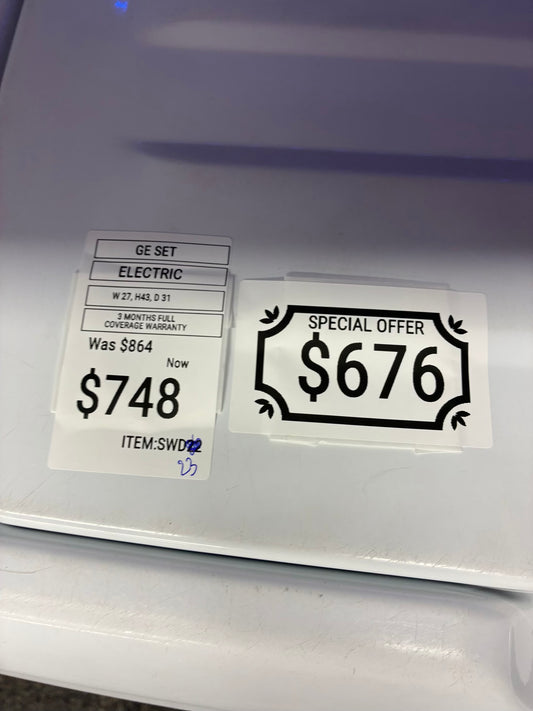 GE SET
ELECTRIC
W 27, H43, D 31
3 MONTHS FULL
COVERAGE WARRANTY
Was $864
Now
$748
ITEM:SWD
23
SPECIAL OFFER
$676